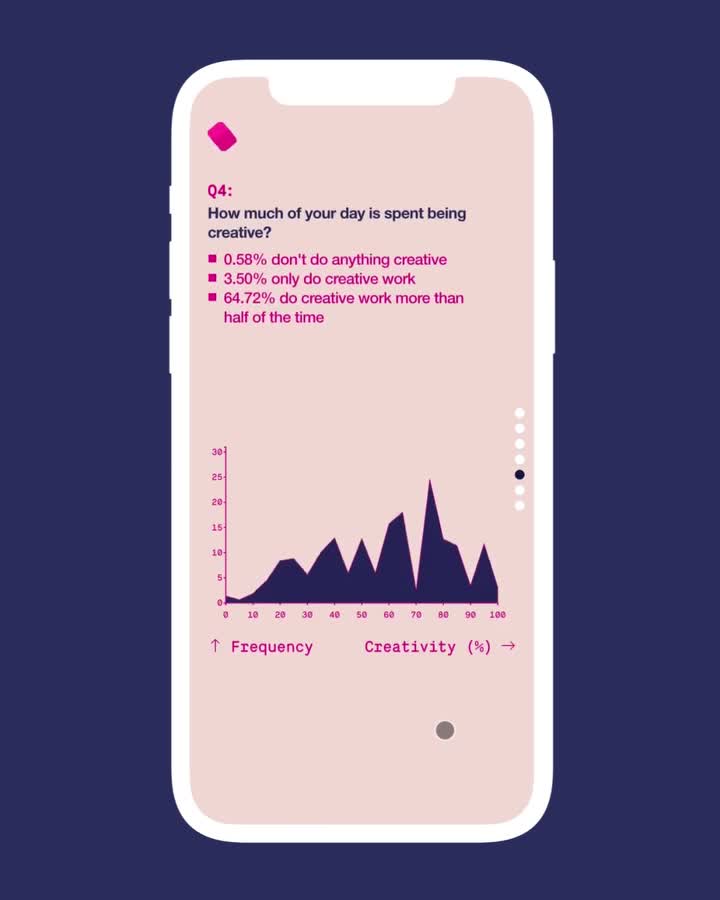 Q4:
How much of your day is spent being
creative?
0.58% don't do anything creative
3.50% only do creative work
64.72% do creative work more than
half of the time
30
25
20
15
10
5
0
0 10 20 30 40 50 60 70 80 90 100
↑ Frequency Creativity (%) →